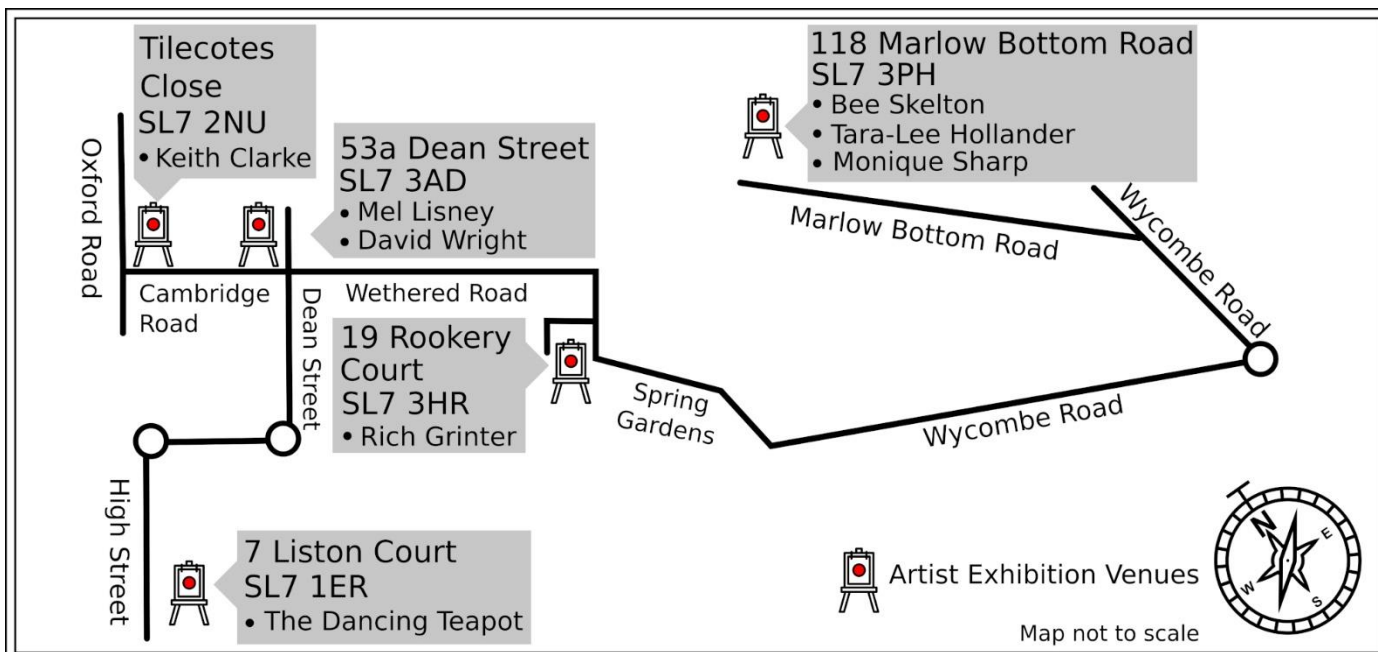 Tilecotes
Close
SL7 2NU
• Keith Clarke
53a Dean Street
SL7 3AD
• Mel Lisney
• David Wright
118 Marlow Bottom Road
SL7 3PH
• Bee Skelton
• Tara-Lee Hollander
• Monique Sharp
Oxford Road
Cambridge
Road
Dean Street
Wethered Road
Marlow Bottom Road
Wycombe Road
19 Rookery
Court
SL7 3HR
• Rich Grinter
Spring
Gardens
Wycombe Road
High Street
7 Liston Court
SL7 1ER
• The Dancing Teapot
Artist Exhibition Venues
Map not to scale
N
E
S
W